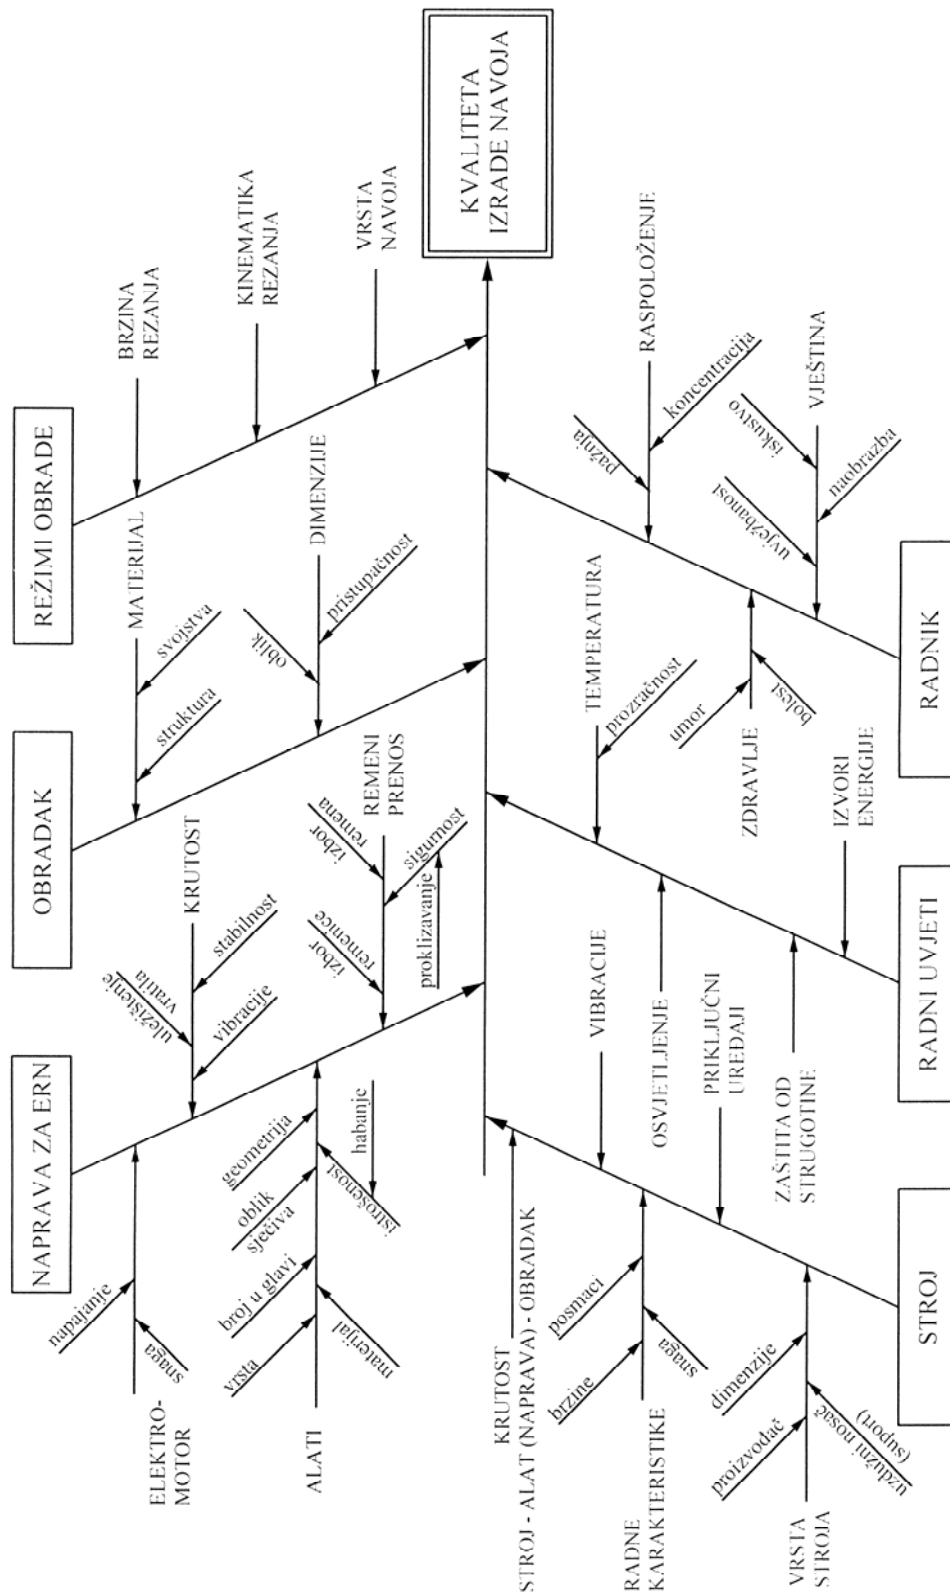 NAPRAVA ZA ERN
OBRADAK
REŽIMI OBRADE
ELEKTRO-
MOTOR
napajanje
snaga
KRUTOST
uležištenje
vratila
stabilnost
vibracije
ALATI
vrsta
broj u glavi
oblik
sječiva
geometrija
materijal
istrošenost
habanje
REMENI
PRENOS
izbor
remenice
izbor
remena
sigurnost
proklizavanje
MATERIJAL
struktura
svojstva
DIMENZIJE
oblik
pristupačnost
BRZINA
REZANJA
KINEMATIKA
REZANJA
VRSTA
NAVOJA
KVALITETA
IZRADE NAVOJA
KRUTOST
STROJ - ALAT (NAPRAVA) - OBRADAK
VIBRACIJE
RADNE
KARAKTERISTIKE
brzine
posmaci
snaga
PRIKLJUČNI
UREĐAJI
VRSTA
STROJA
proizvodač
dimenzije
uzdužni nosač
(suport)
TEMPERATURA
prozračnost
OSVJETLJENJE
ZAŠTITA OD
STRUGOTINE
IZVORI
ENERGIJE
RASPOLOŽENJE
pažnja
koncentracija
ZDRAVLJE
umor
bolest
VJEŠTINA
uvježbanost
iskustvo
naobrazba
STROJ
RADNI UVJETI
RADNIK